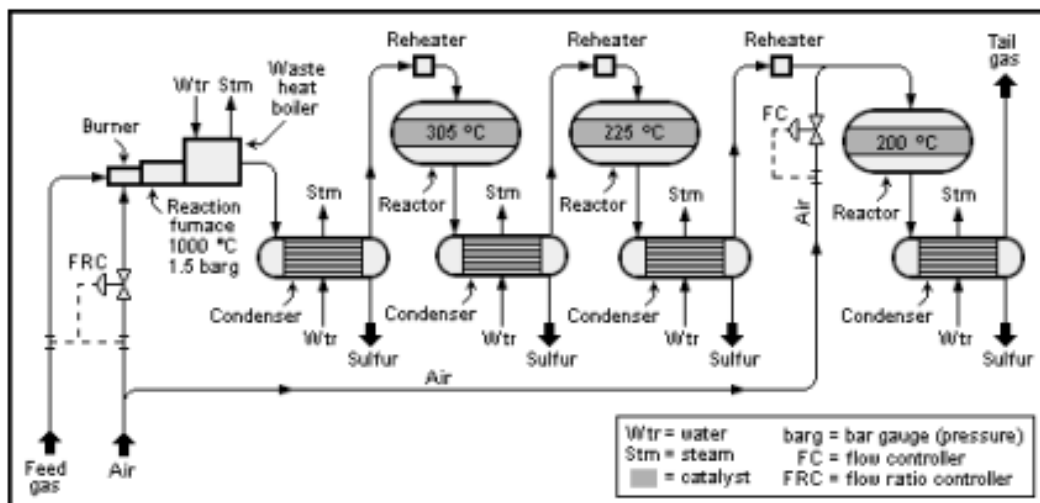 Reheater
Reheater
Reheater
Tail
gas
Waste
heat
boiler
Wtr
Stm
Burner
FC
305 °C
225 °C
200 °C
Reaction
furnace
1000 °C
1.5 barg
Stm
Reactor
Stm
Reactor
Stm
Air
Reactor
Stm
FRC
Condenser
Wtr
Condenser
Wtr
Condenser
Wtr
Condenser
Wtr
Sulfur
Sulfur
Sulfur
Sulfur
Air
Feed
gas
Air
Wtr = water
Stm = steam
= catalyst
barg = bar gauge (pressure)
FC = flow controller
FRC = flow ratio controller